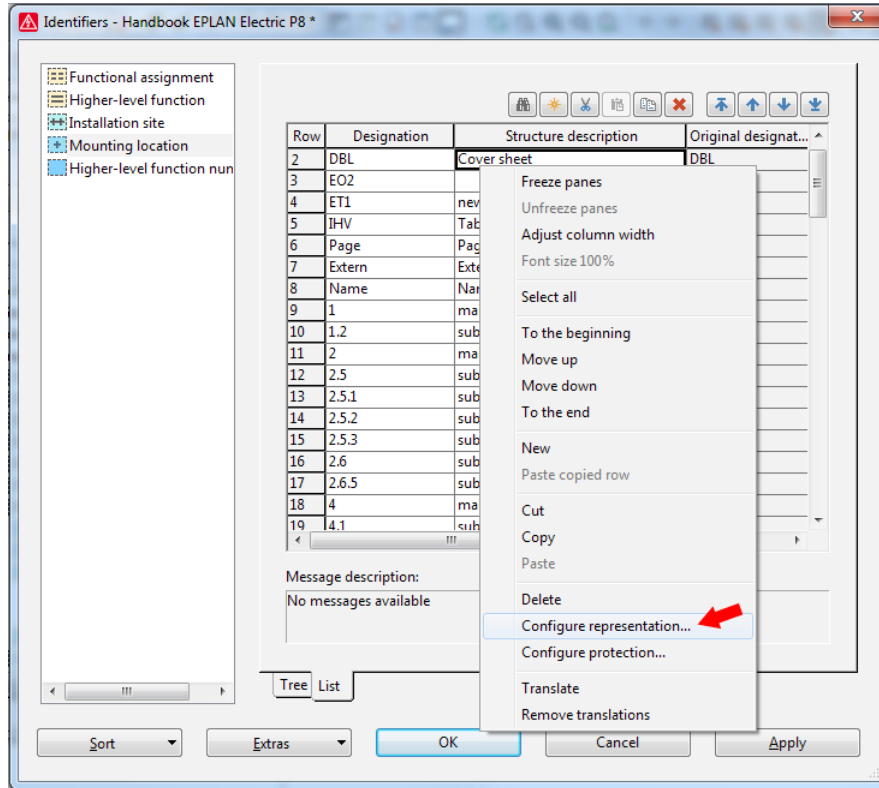 Identifiers - Handbook EPLAN Electric P8 *
Functional assignment
Higher-level function
Installation site
Mounting location
Higher-level function nun
Row Designation Structure description Original designat...
2 DBL Cover sheet DBL
3 EO2
4 ET1 new
5 IHV Tab
6 Page Pag
7 Extern Exte
8 Name Nar
9 1 ma
10 1.2 sub
11 2 ma
12 2.5 sub
13 2.5.1 sub
14 2.5.2 sub
15 2.5.3 sub
16 2.6 sub
17 2.6.5 sub
18 4 ma
19 4.1 sub
Freeze panes
Unfreeze panes
Adjust column width
Font size 100%
Select all
To the beginning
Move up
Move down
To the end
New
Paste copied row
Cut
Copy
Paste
Delete
Configure representation...
Configure protection...
Translate
Remove translations
Message description:
No messages available
Tree List
Sort Extras OK Cancel Apply